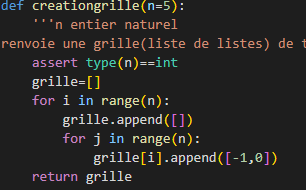 def creationgrille(n=5):
    '''n entier naturel
renvoie une grille(liste de listes) de
    assert type(n)==int
    grille=[]
    for i in range(n):
        grille.append([])
        for j in range(n):
            grille[i].append([-1,0])
    return grille